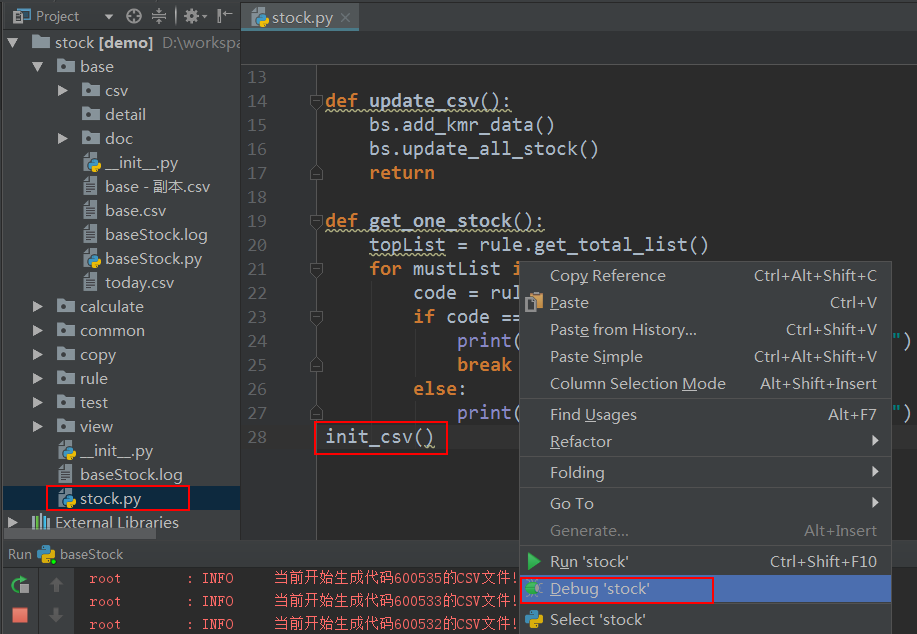 Project
stock.py
stock [demo] D:\workspa
base
csv
detail
doc
__init__.py
base - 副本.csv
base.csv
baseStock.log
baseStock.py
today.csv
calculate
common
copy
rule
test
view
__init__.py
baseStock.log
stock.py
External Libraries
13
14 def update_csv():
15 bs.add_kmr_data()
16 bs.update_all_stock()
17 return
18
19 def get_one_stock():
20 topList = rule.get_total_list()
21 for mustList i
22 code = rul
23 if code ==
24 print( ")
25 break
26 else:
27 print( ")
28 init_csv()
Copy Reference Ctrl+Alt+Shift+C
Paste Ctrl+V
Paste from History... Ctrl+Shift+V
Paste Simple Ctrl+Alt+Shift+V
Column Selection Mode Alt+Shift+Insert
Find Usages Alt+F7
Refactor
Folding
Go To
Generate... Alt+Insert
Run 'stock' Ctrl+Shift+F10
Debug 'stock'
Select 'stock'
Run baseStock
root : INFO 当前开始生成代码600535的CSV文件!
root : INFO 当前开始生成代码600533的CSV文件!
root : INFO 当前开始生成代码600532的CSV文件!